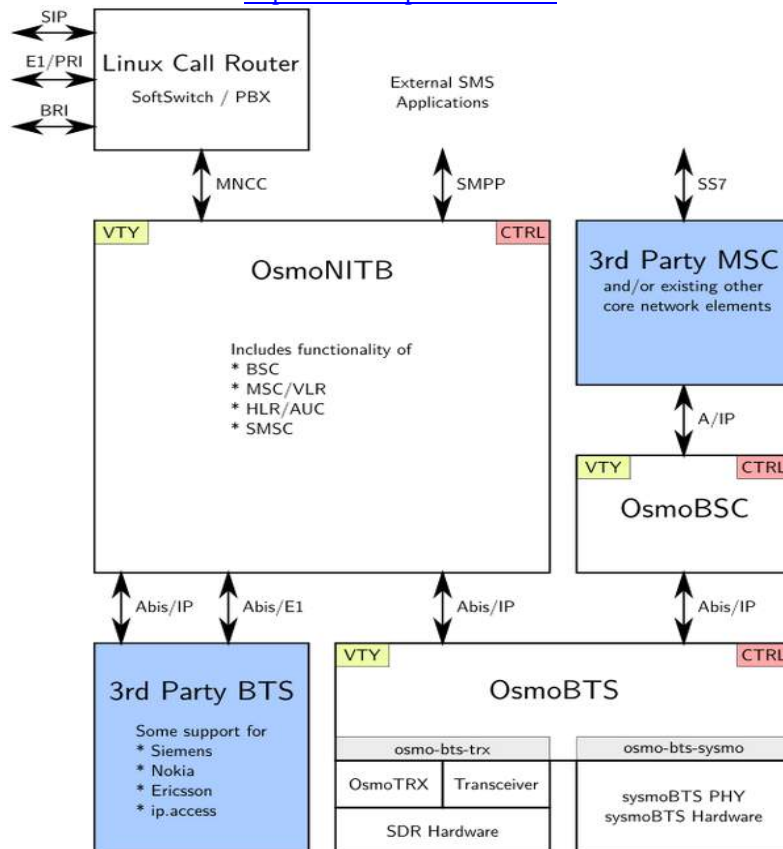 SIP
E1/PRI
BRI
Linux Call Router
SoftSwitch / PBX
External SMS
Applications
MNCC
SMPP
SS7
VTY
CTRL
OsmoNITB
Includes functionality of
* BSC
* MSC/VLR
* HLR/AUC
* SMSC
3rd Party MSC
and/or existing other
core network elements
A/IP
VTY
CTRL
OsmoBSC
Abis/IP
Abis/E1
Abis/IP
Abis/IP
3rd Party BTS
Some support for
* Siemens
* Nokia
* Ericsson
* ip.access
VTY
CTRL
OsmoBTS
osmo-bts-trx
osmo-bts-sysmo
OsmoTRX
Transceiver
SDR Hardware
sysmoBTS PHY
sysmoBTS Hardware